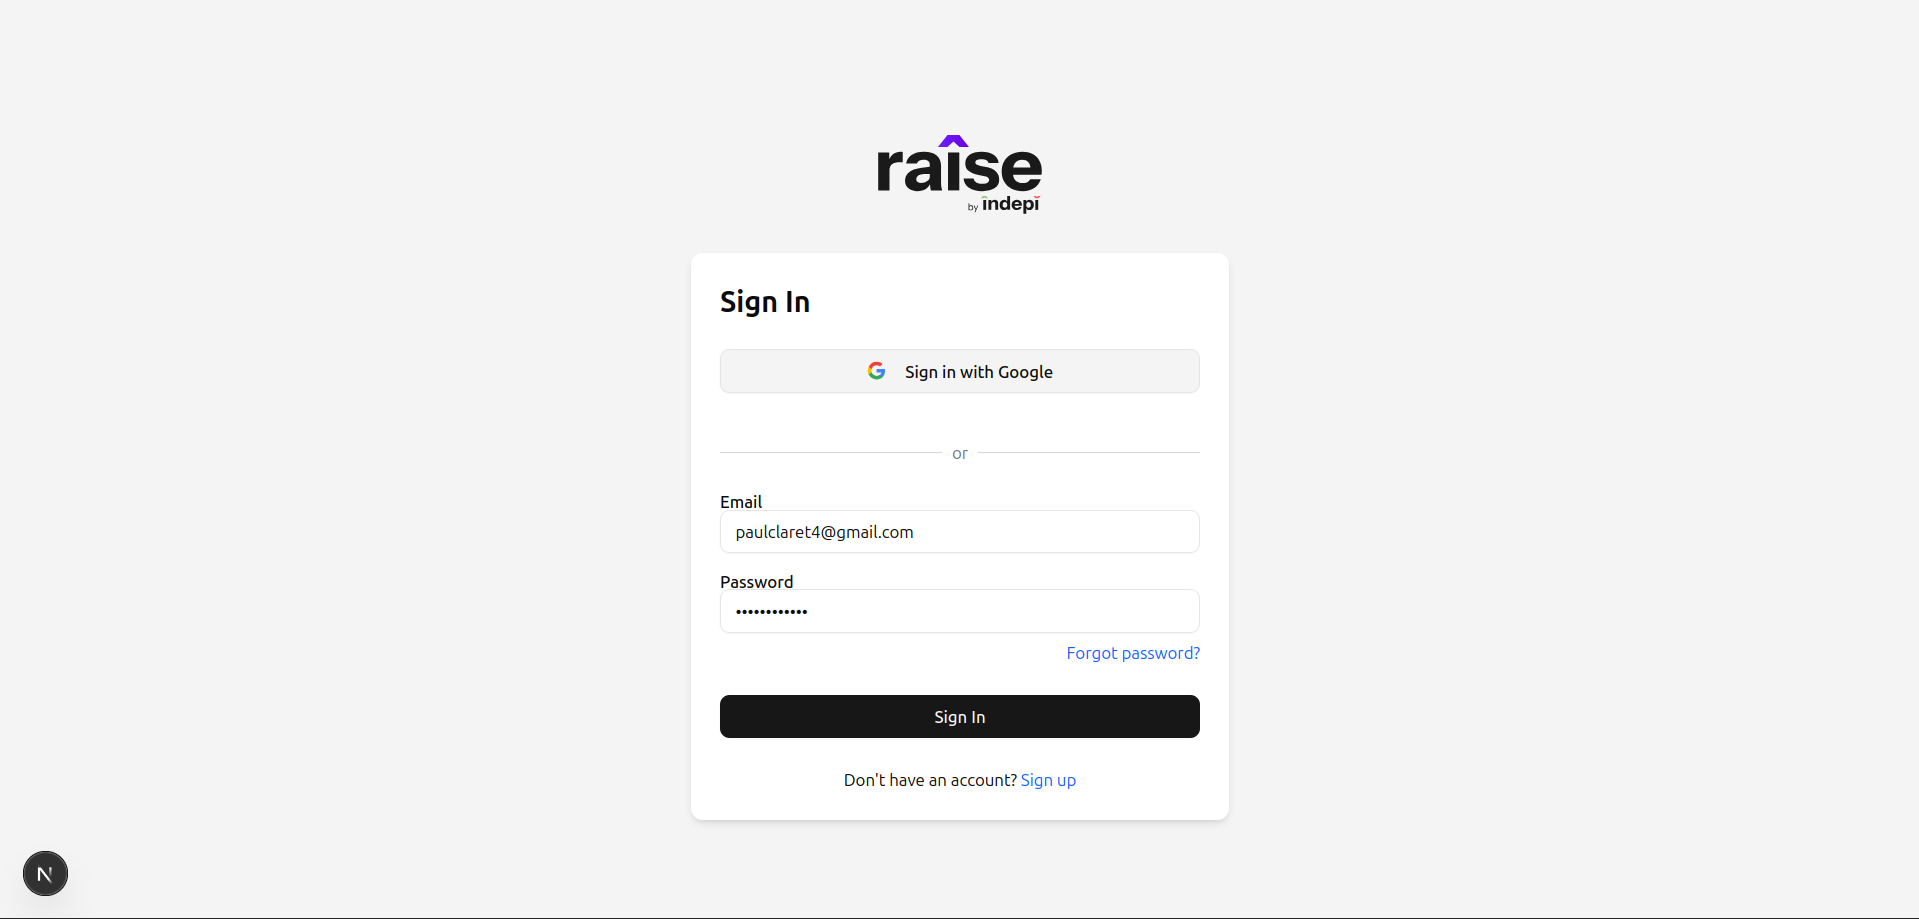 raise
by indepi
Sign In
Sign in with Google
or
Email
paulclaret4@gmail.com
Password
••••••••••••
Forgot password?
Sign In
Don't have an account? Sign up
N